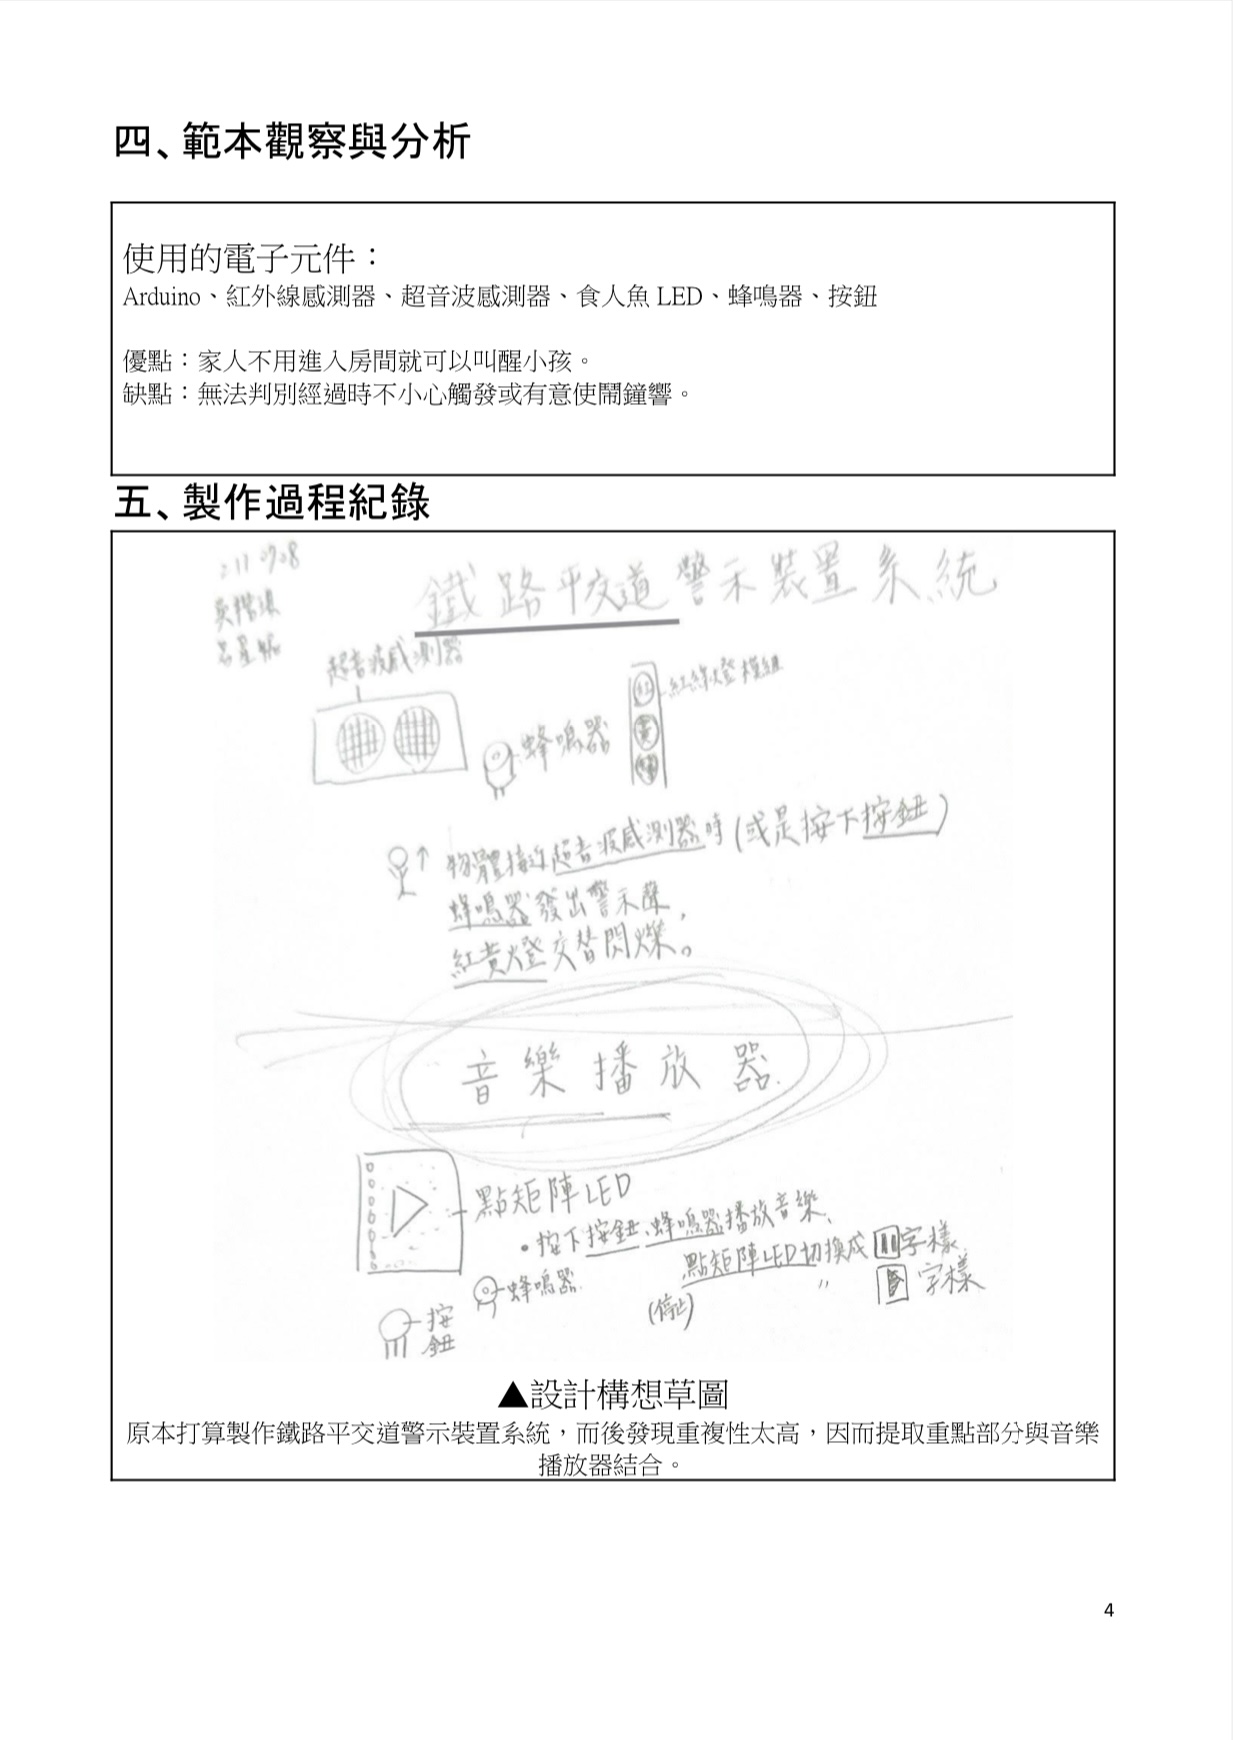 四、範本觀察與分析
使用的電子元件：
Arduino、紅外線感測器、超音波感測器、食人魚 LED、蜂鳴器、按鈕
優點：家人不用進入房間就可以叫醒小孩。
缺點：無法判別經過時不小心觸發或有意使鬧鐘響。
五、製作過程紀錄
鐵路平交道警示裝置系統
超音波感測器
紅綠燈模組
紅
黃
綠
蜂鳴器
物體接近超音波感測器時(或是按下按鈕)
蜂鳴器發出警示聲，
紅黃燈交替閃爍。
音樂播放器
點矩陣LED
•按下按鈕、蜂鳴器播放音樂、
點矩陣LED切換成 字樣
〃 字樣
(停止)
蜂鳴器
按鈕
▲設計構想草圖
原本打算製作鐵路平交道警示裝置系統，而後發現重複性太高，因而提取重點部分與音樂
播放器結合。
4